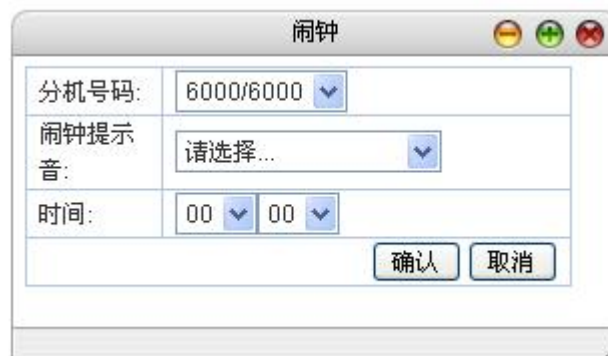 闹钟
分机号码: 6000/6000
闹钟提示
音: 请选择...
时间: 00 00
确认 取消